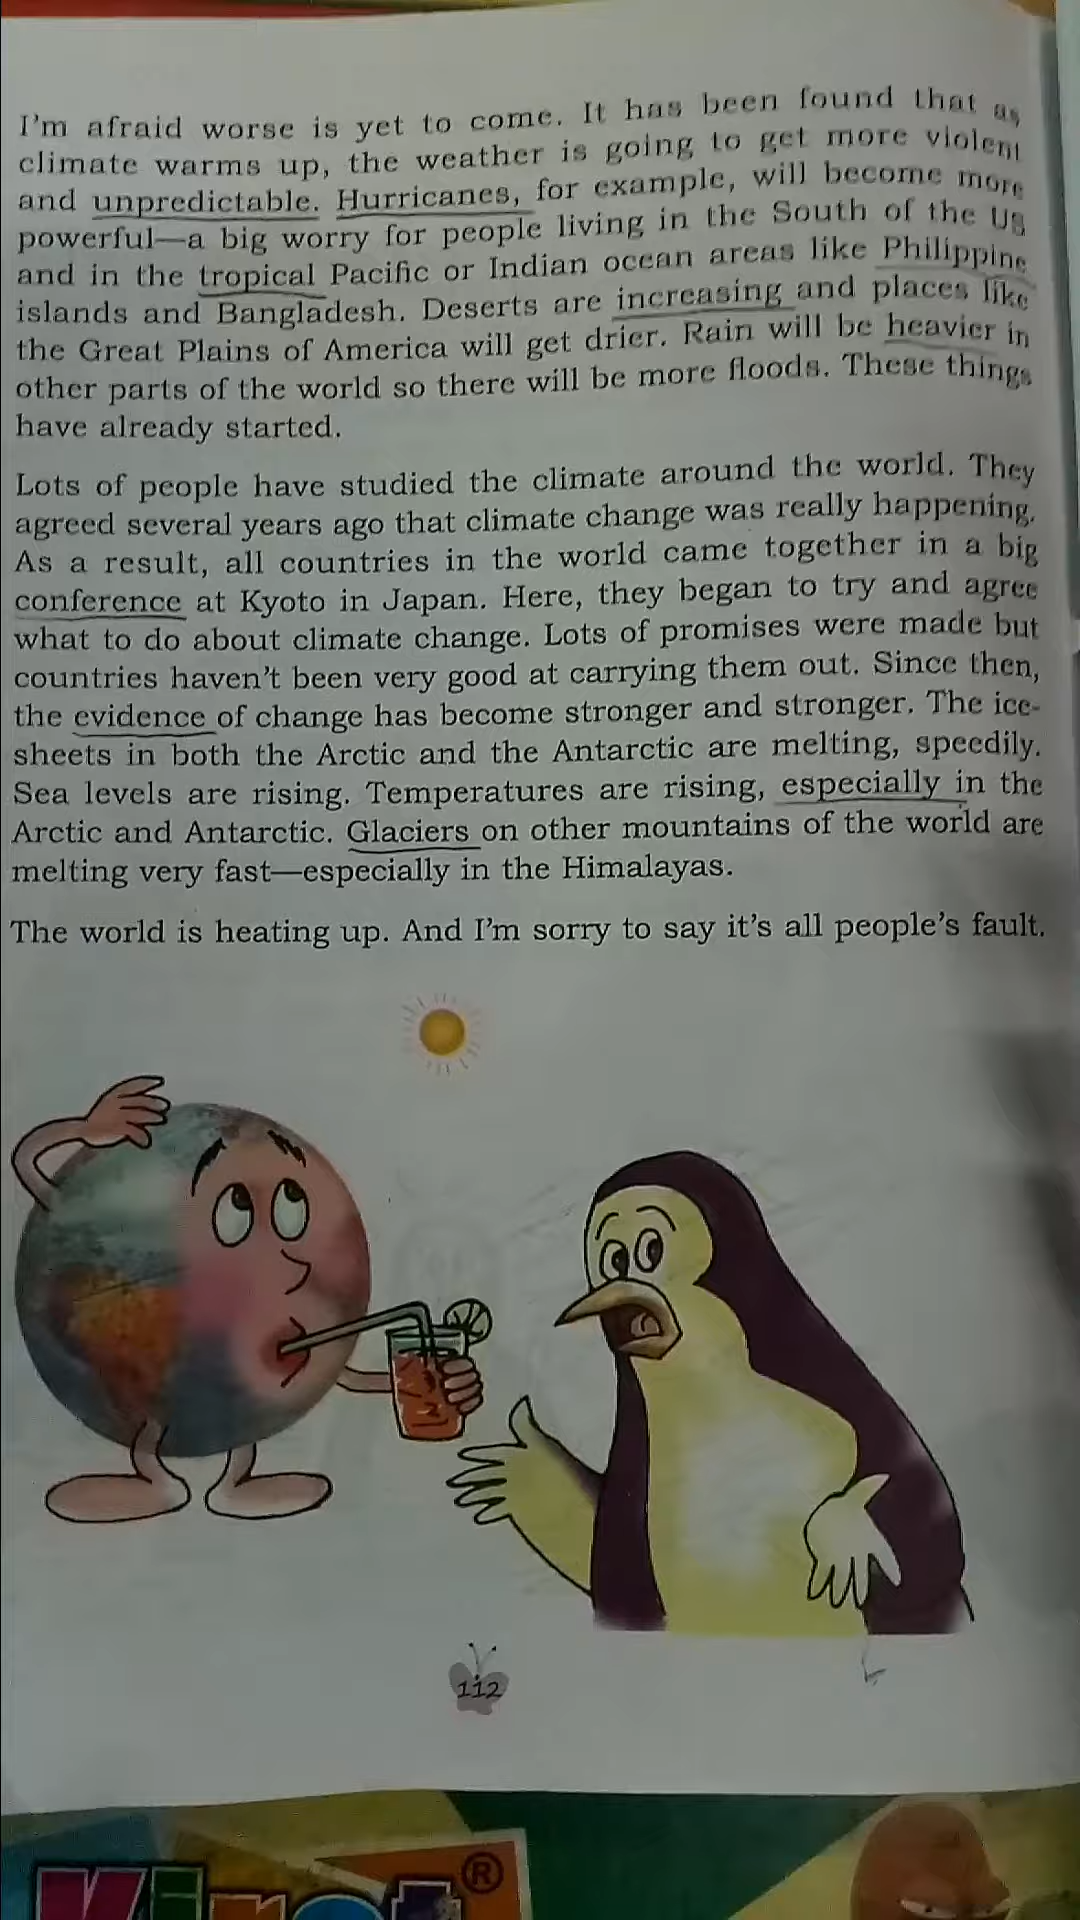 I'm afraid worse is yet to come. It has been found that as
climate warms up, the weather is going to get more violent
and unpredictable. Hurricanes, for example, will become more
powerful—a big worry for people living in the South of the US
and in the tropical Pacific or Indian ocean areas like Philippine
islands and Bangladesh. Deserts are increasing and places like
the Great Plains of America will get drier. Rain will be heavier in
other parts of the world so there will be more floods. These things
have already started.
Lots of people have studied the climate around the world. They
agreed several years ago that climate change was really happening.
As a result, all countries in the world came together in a big
conference at Kyoto in Japan. Here, they began to try and agree
what to do about climate change. Lots of promises were made but
countries haven't been very good at carrying them out. Since then,
the evidence of change has become stronger and stronger. The ice-
sheets in both the Arctic and the Antarctic are melting, speedily.
Sea levels are rising. Temperatures are rising, especially in the
Arctic and Antarctic. Glaciers on other mountains of the world are
melting very fast—especially in the Himalayas.
The world is heating up. And I'm sorry to say it's all people's fault.
112
®